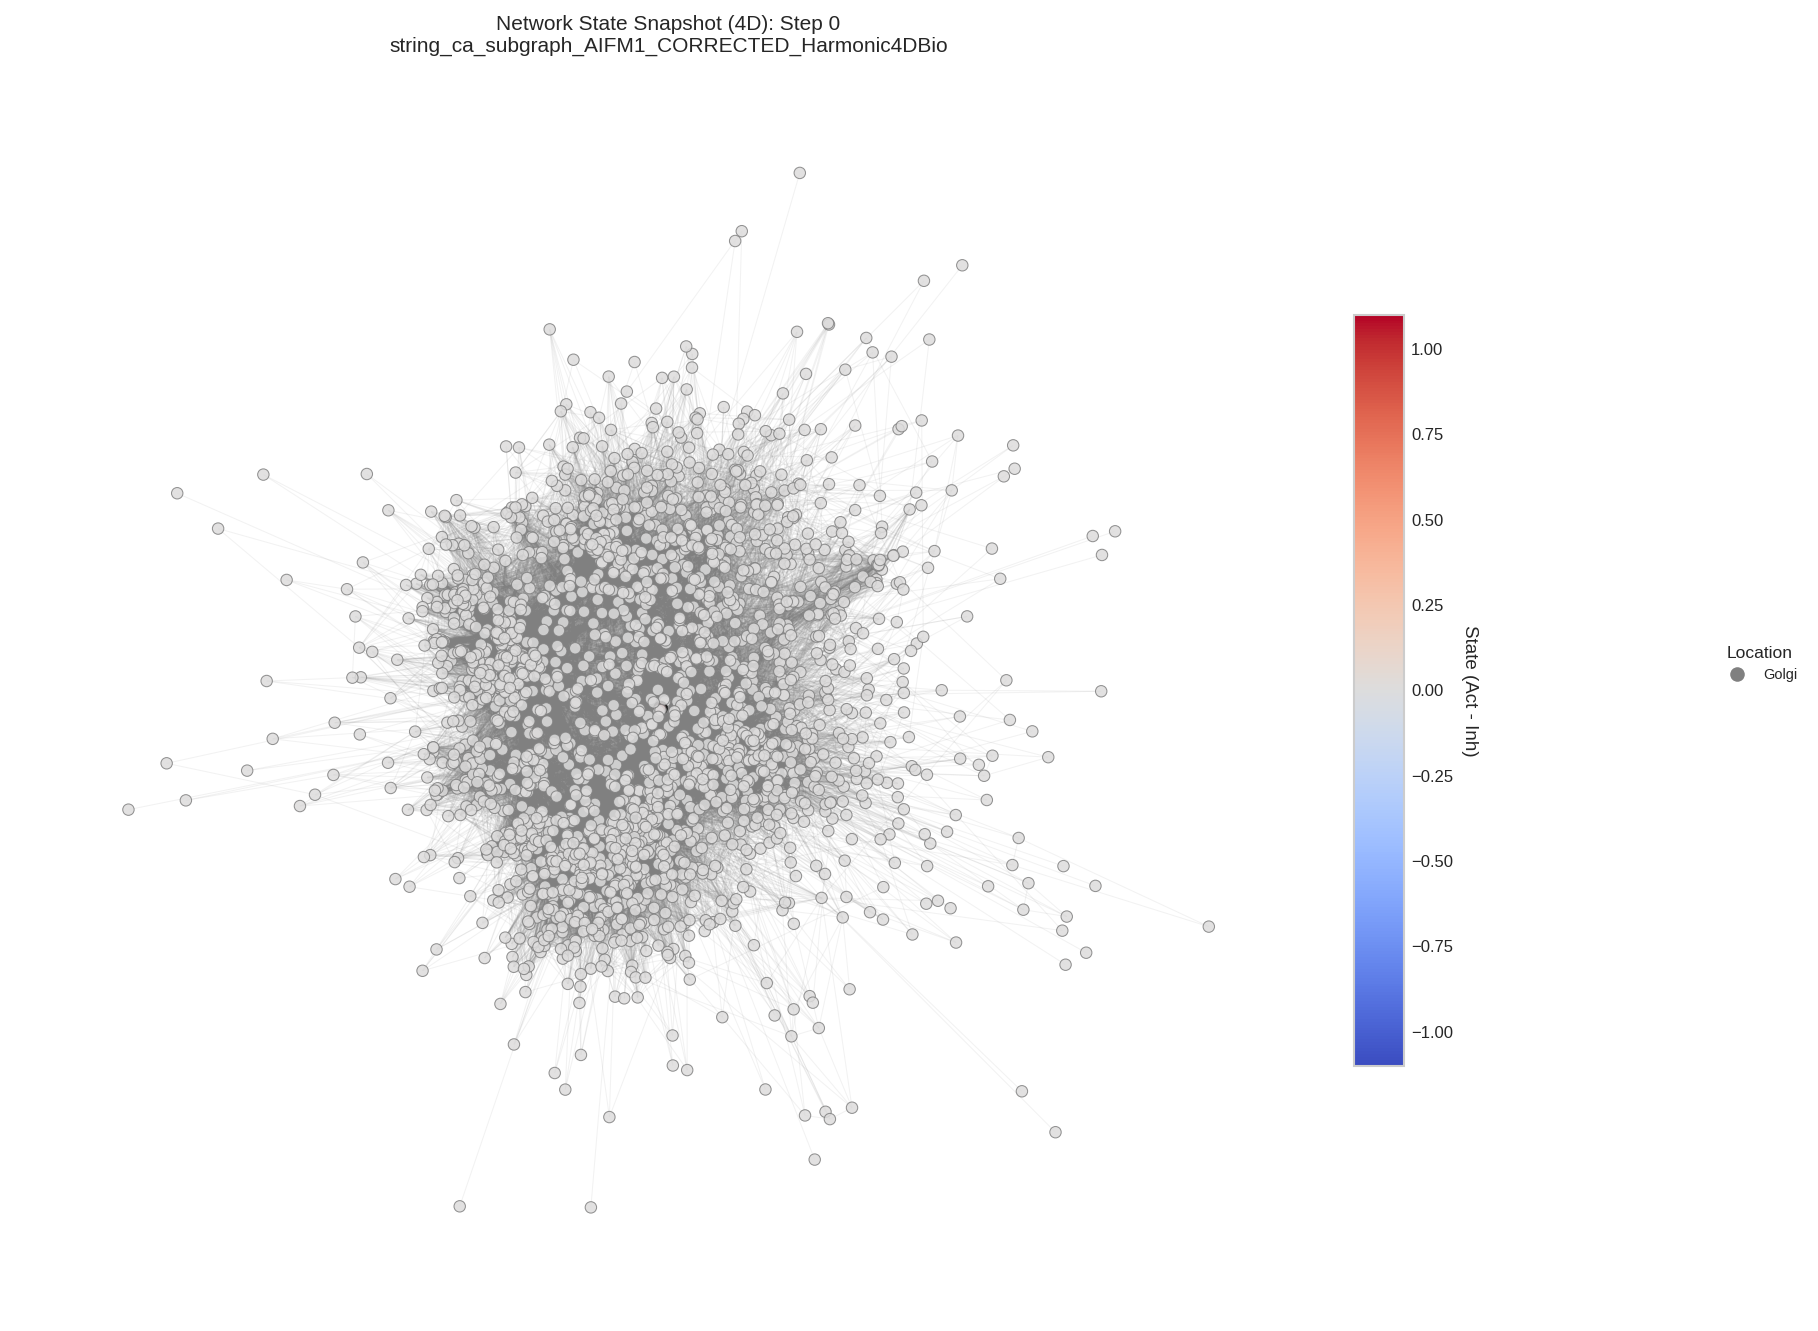 Network State Snapshot (4D): Step 0
string_ca_subgraph_AIFM1_CORRECTED_Harmonic4DBio
1.00
0.75
0.50
0.25
0.00
−0.25
−0.50
−0.75
−1.00
State (Act - Inh)
Location
Golgi